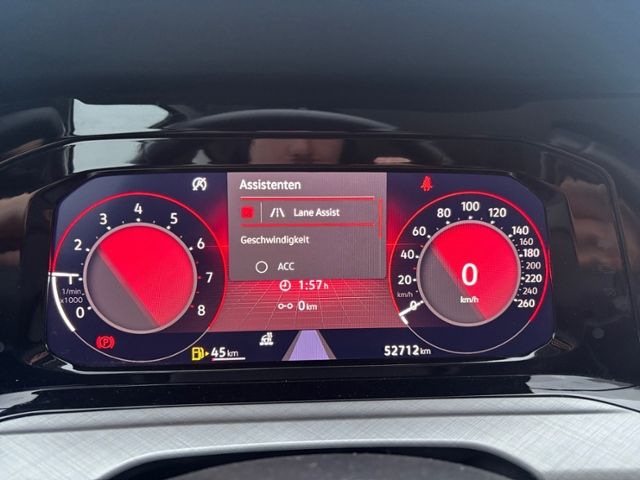 Assistenten
Lane Assist
Geschwindigkeit
ACC
1:57 h
0 km
0 1 2 3 4 5 6 7 8
1/min
x1000
0 20 40 60 80 100 120 140 160 180 220 240 260
km/h
0
km/h
P
45 km
52712 km